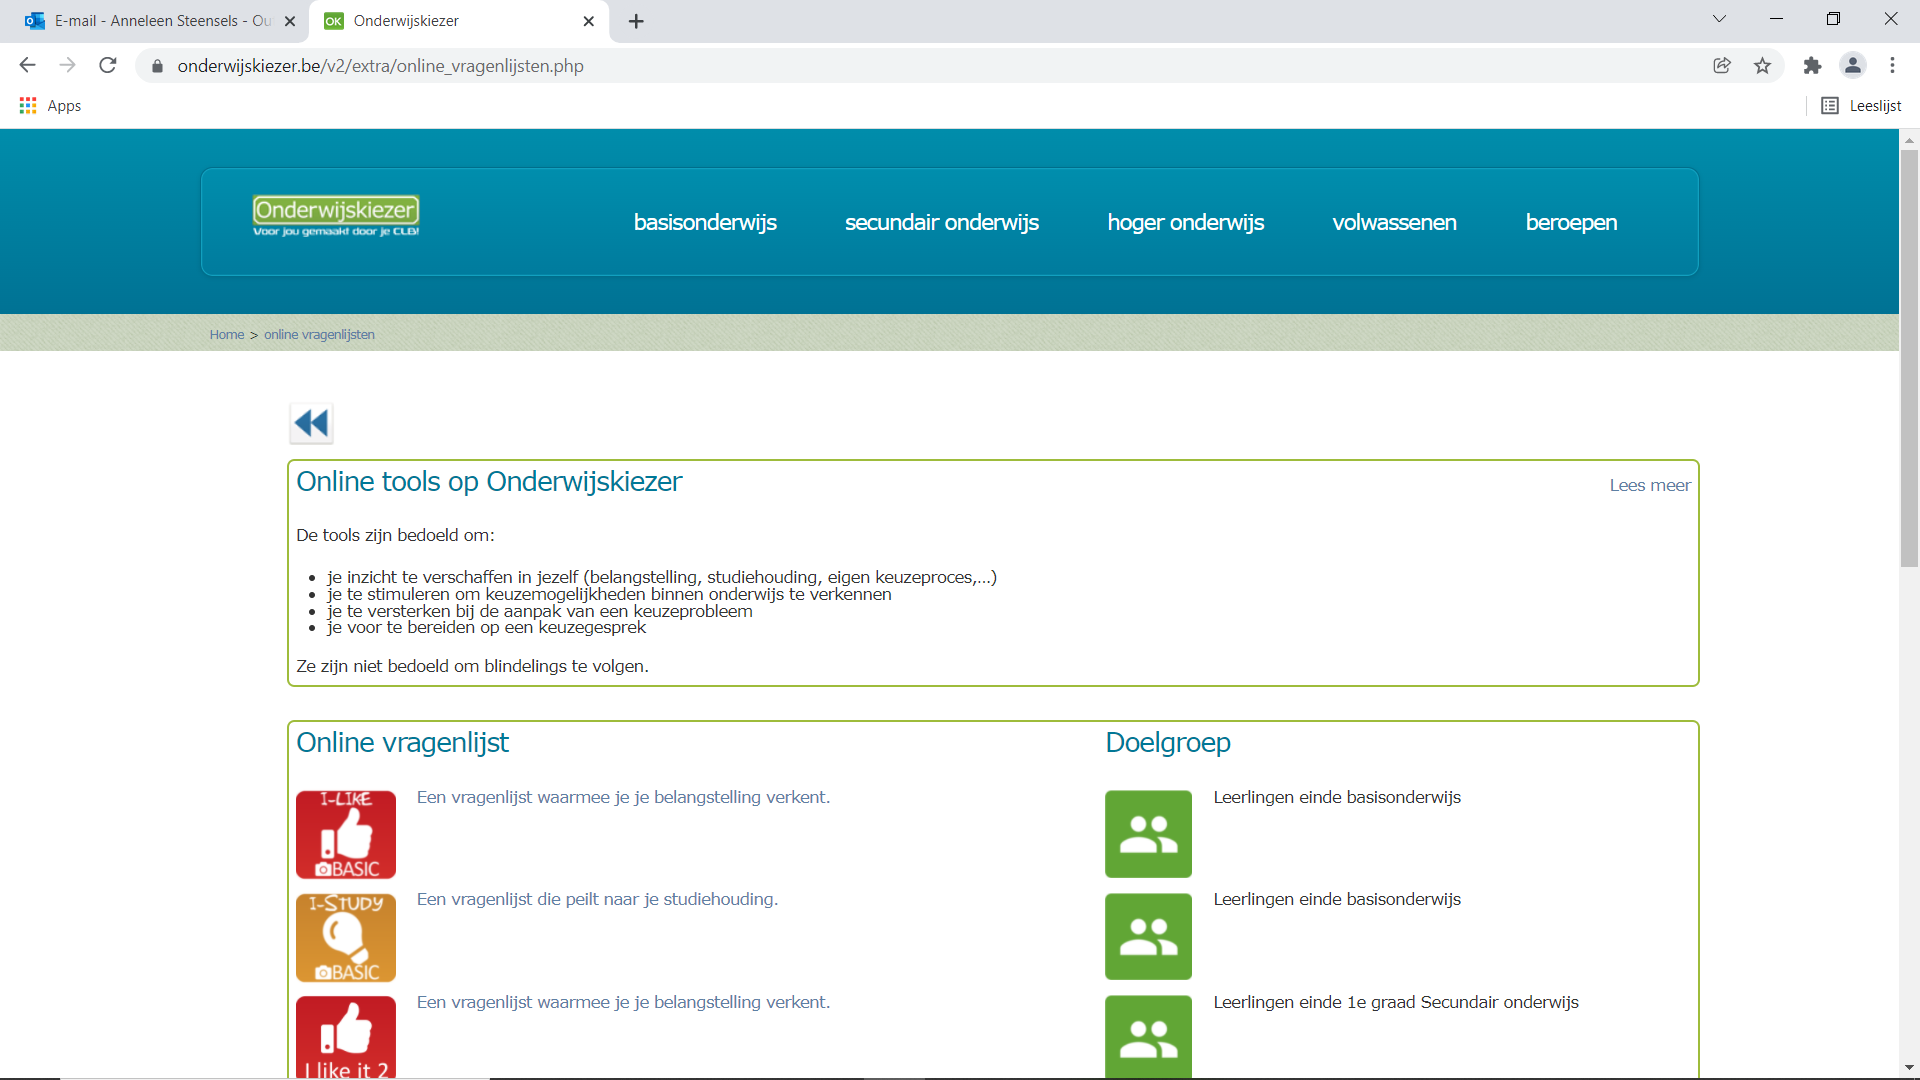 E-mail - Anneleen Steensels - Ou
Onderwijskiezer
onderwijskiezer.be/v2/extra/online_vragenlijsten.php
Apps
Leeslijst
Onderwijskiezer
Voor jou gemaakt door je CLB!
basisonderwijs
secundair onderwijs
hoger onderwijs
volwassenen
beroepen
Home > online vragenlijsten
Online tools op Onderwijskiezer
Lees meer
De tools zijn bedoeld om:
je inzicht te verschaffen in jezelf (belangstelling, studiehouding, eigen keuzeproces,...)
je te stimuleren om keuzemogelijkheden binnen onderwijs te verkennen
je te versterken bij de aanpak van een keuzeprobleem
je voor te bereiden op een keuzegesprek
Ze zijn niet bedoeld om blindelings te volgen.
Online vragenlijst
Doelgroep
I-LIKE
BASIC
Een vragenlijst waarmee je je belangstelling verkent.
Leerlingen einde basisonderwijs
I-STUDY
BASIC
Een vragenlijst die peilt naar je studiehouding.
Leerlingen einde basisonderwijs
I like it 2
Een vragenlijst waarmee je je belangstelling verkent.
Leerlingen einde 1e graad Secundair onderwijs